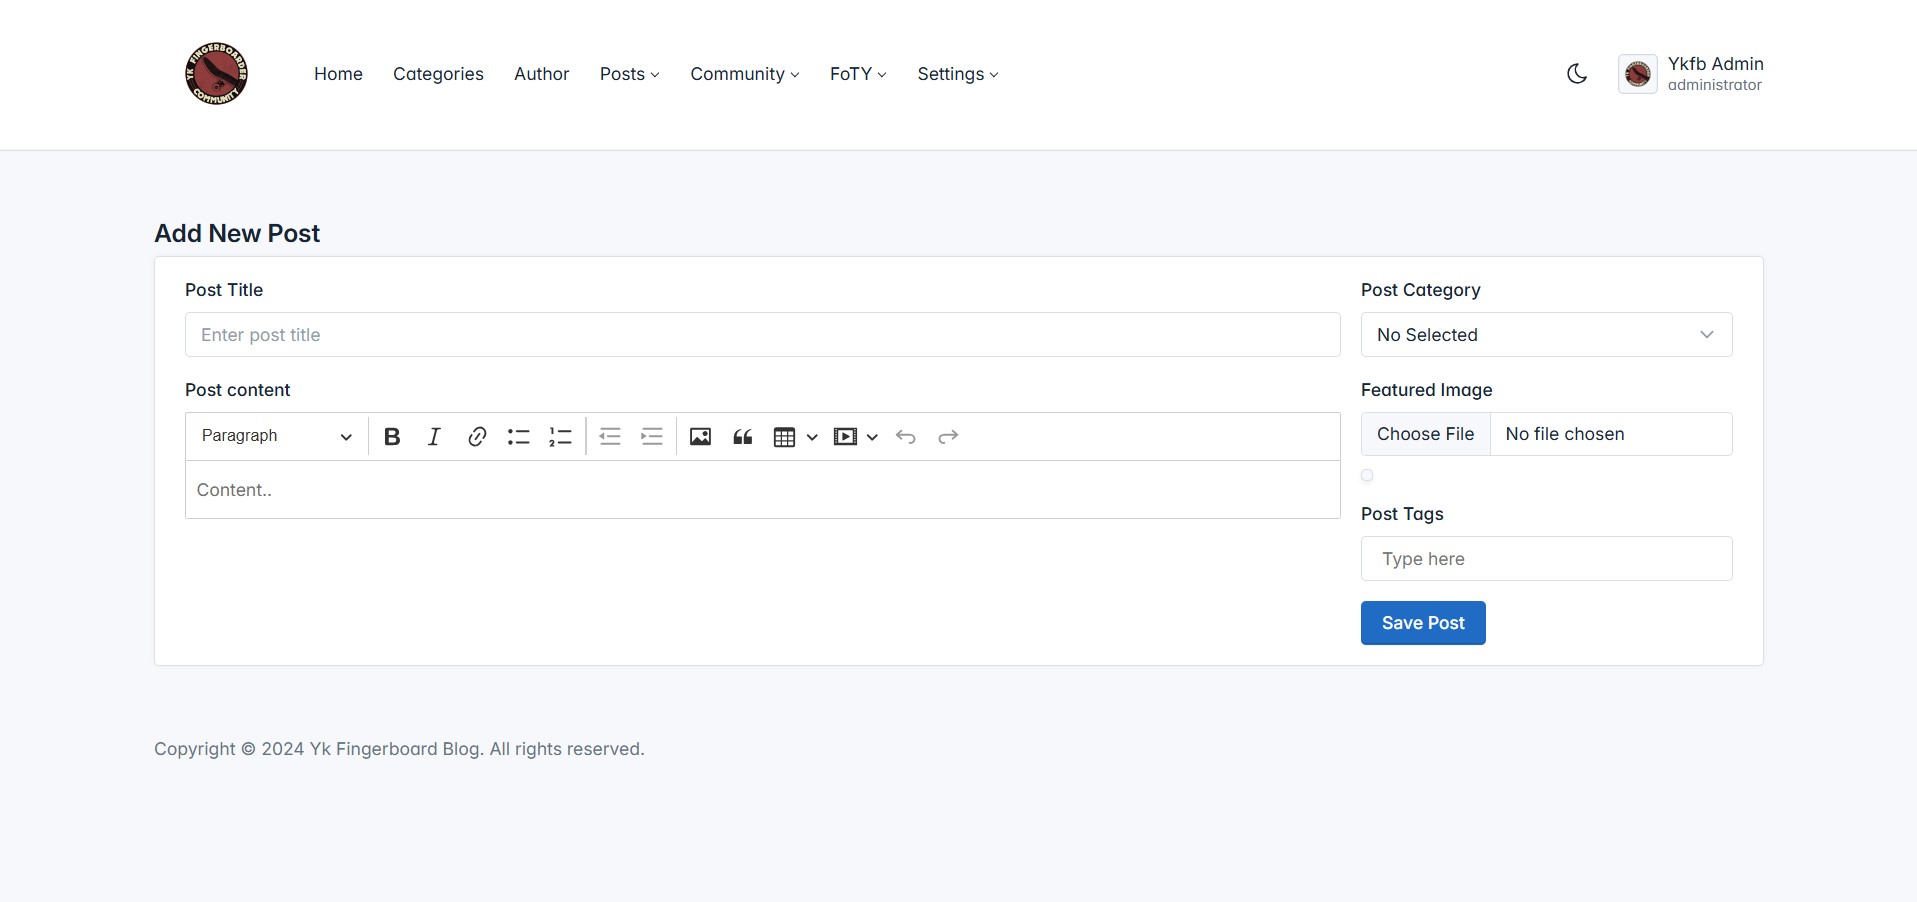 YK FINGERBOARDER
COMMUNITY
Home Categories Author Posts Community FoTY Settings
Ykfb Admin
administrator
Add New Post
Post Title
Enter post title
Post content
Paragraph
Content..
Post Category
No Selected
Featured Image
Choose File No file chosen
Post Tags
Type here
Save Post
Copyright © 2024 Yk Fingerboard Blog. All rights reserved.